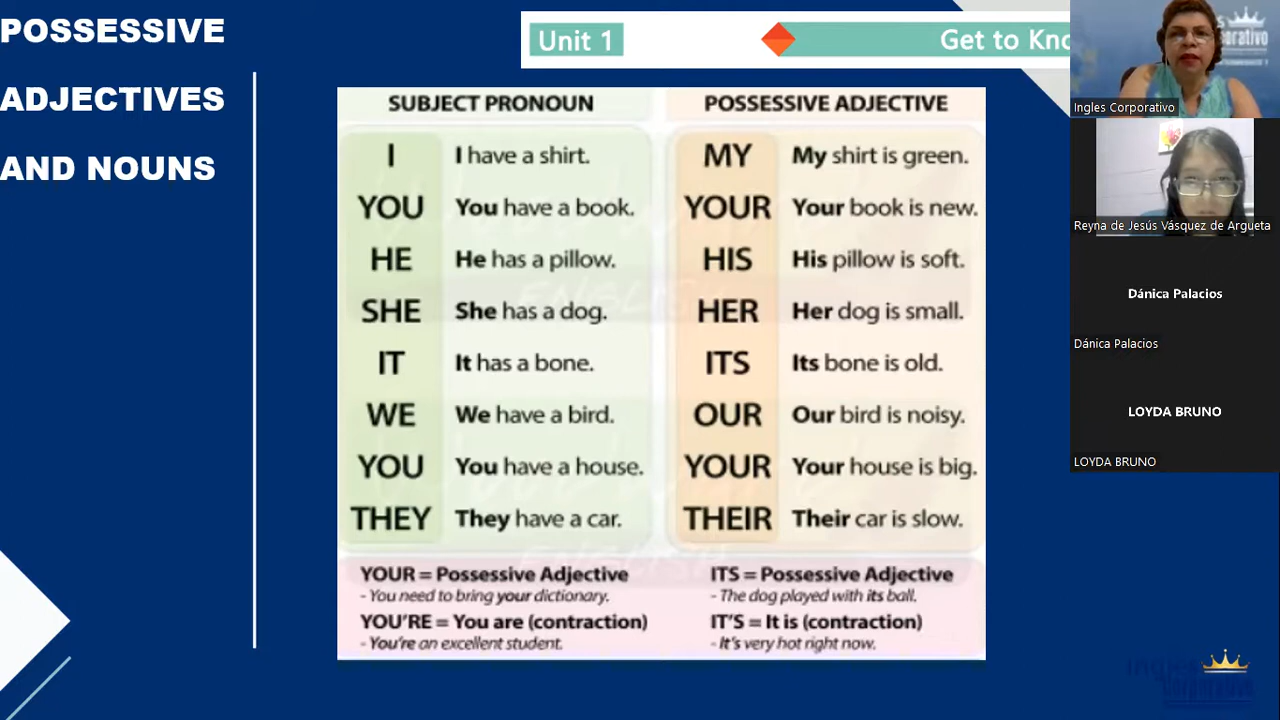 POSSESSIVE
ADJECTIVES
AND NOUNS
Unit 1
Get to Kno
SUBJECT PRONOUN
POSSESSIVE ADJECTIVE
I
I have a shirt.
MY
My shirt is green.
YOU
You have a book.
YOUR
Your book is new.
HE
He has a pillow.
HIS
His pillow is soft.
SHE
She has a dog.
HER
Her dog is small.
IT
It has a bone.
ITS
Its bone is old.
WE
We have a bird.
OUR
Our bird is noisy.
YOU
You have a house.
YOUR
Your house is big.
THEY
They have a car.
THEIR
Their car is slow.
YOUR = Possessive Adjective
- You need to bring your dictionary.
YOU'RE = You are (contraction)
- You're an excellent student.
ITS = Possessive Adjective
- The dog played with its ball.
IT'S = It is (contraction)
- It's very hot right now.
Ingles Corporativo
Reyna de Jesús Vásquez de Argueta
Dánica Palacios
Dánica Palacios
LOYDA BRUNO
LOYDA BRUNO